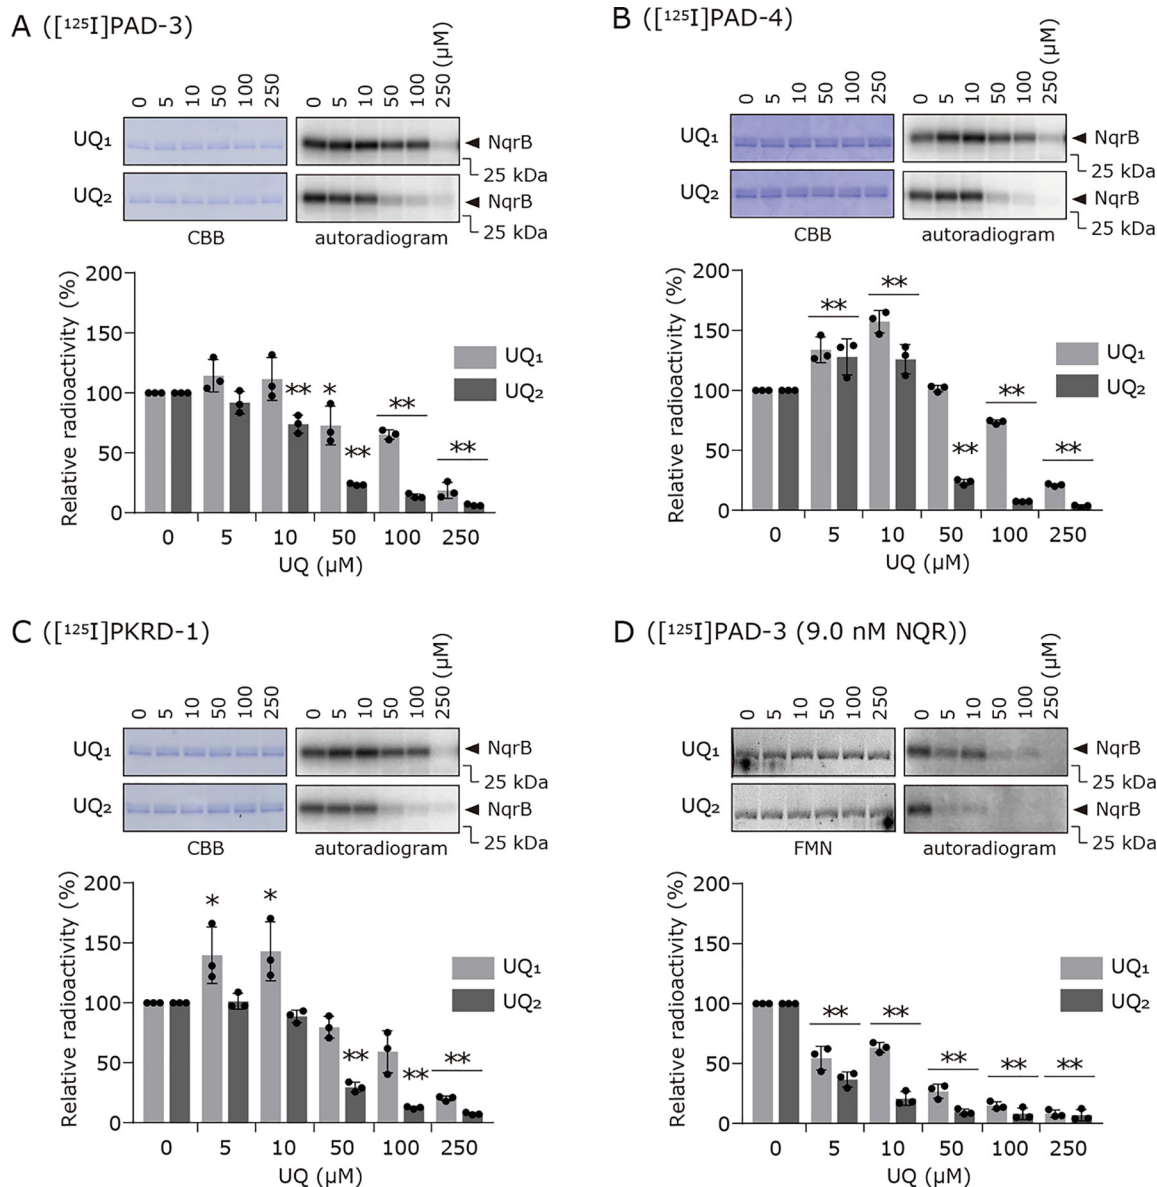 A ([¹²⁵I]PAD-3)
0 5 10 50 100 250 0 5 10 50 100 250 (μM)
UQ₁
NqrB
25 kDa
UQ₂
NqrB
25 kDa
CBB autoradiogram
Relative radioactivity (%)
200
150
100
50
0
** *
**
**
**
UQ₁
UQ₂
0 5 10 50 100 250
UQ (μM)
B ([¹²⁵I]PAD-4)
0 5 10 50 100 250 0 5 10 50 100 250 (μM)
UQ₁
NqrB
25 kDa
UQ₂
NqrB
25 kDa
CBB autoradiogram
Relative radioactivity (%)
200
150
100
50
0
**
**
**
**
**
UQ₁
UQ₂
0 5 10 50 100 250
UQ (μM)
C ([¹²⁵I]PKRD-1)
0 5 10 50 100 250 0 5 10 50 100 250 (μM)
UQ₁
NqrB
25 kDa
UQ₂
NqrB
25 kDa
CBB autoradiogram
Relative radioactivity (%)
200
150
100
50
0
* *
**
**
**
UQ₁
UQ₂
0 5 10 50 100 250
UQ (μM)
D ([¹²⁵I]PAD-3 (9.0 nM NQR))
0 5 10 50 100 250 0 5 10 50 100 250 (μM)
UQ₁
NqrB
25 kDa
UQ₂
NqrB
25 kDa
FMN autoradiogram
Relative radioactivity (%)
200
150
100
50
0
** ** ** ** **
UQ₁
UQ₂
0 5 10 50 100 250
UQ (μM)